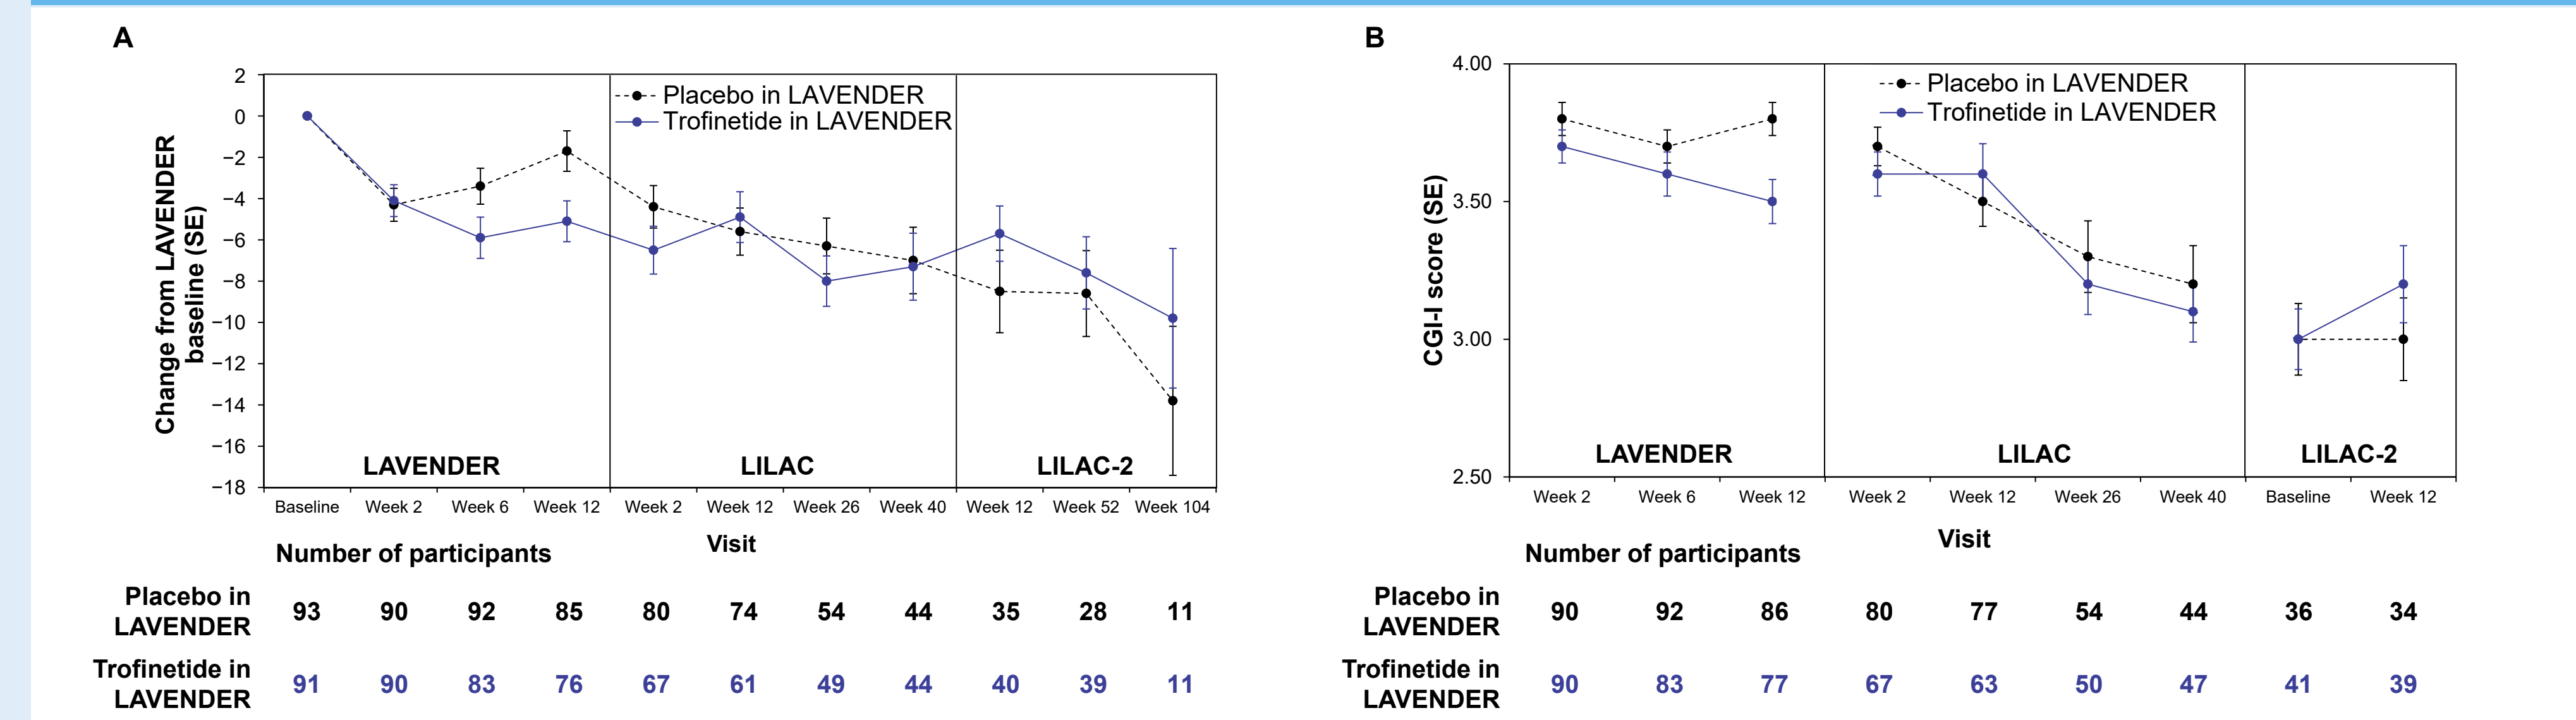 A
Change from LAVENDER
baseline (SE)
2
0
−2
−4
−6
−8
−10
−12
−14
−16
−18
Placebo in LAVENDER
Trofinetide in LAVENDER
LAVENDER
LILAC
LILAC-2
Baseline Week 2 Week 6 Week 12 Week 2 Week 12 Week 26 Week 40 Week 12 Week 52 Week 104
Visit
Number of participants
Placebo in
LAVENDER
93 90 92 85 80 74 54 44 35 28 11
Trofinetide in
LAVENDER
91 90 83 76 67 61 49 44 40 39 11
B
CGI-I score (SE)
4.00
3.50
3.00
2.50
Placebo in LAVENDER
Trofinetide in LAVENDER
LAVENDER
LILAC
LILAC-2
Week 2 Week 6 Week 12 Week 2 Week 12 Week 26 Week 40 Baseline Week 12
Visit
Number of participants
Placebo in
LAVENDER
90 92 86 80 77 54 44 36 34
Trofinetide in
LAVENDER
90 83 77 67 63 50 47 41 39